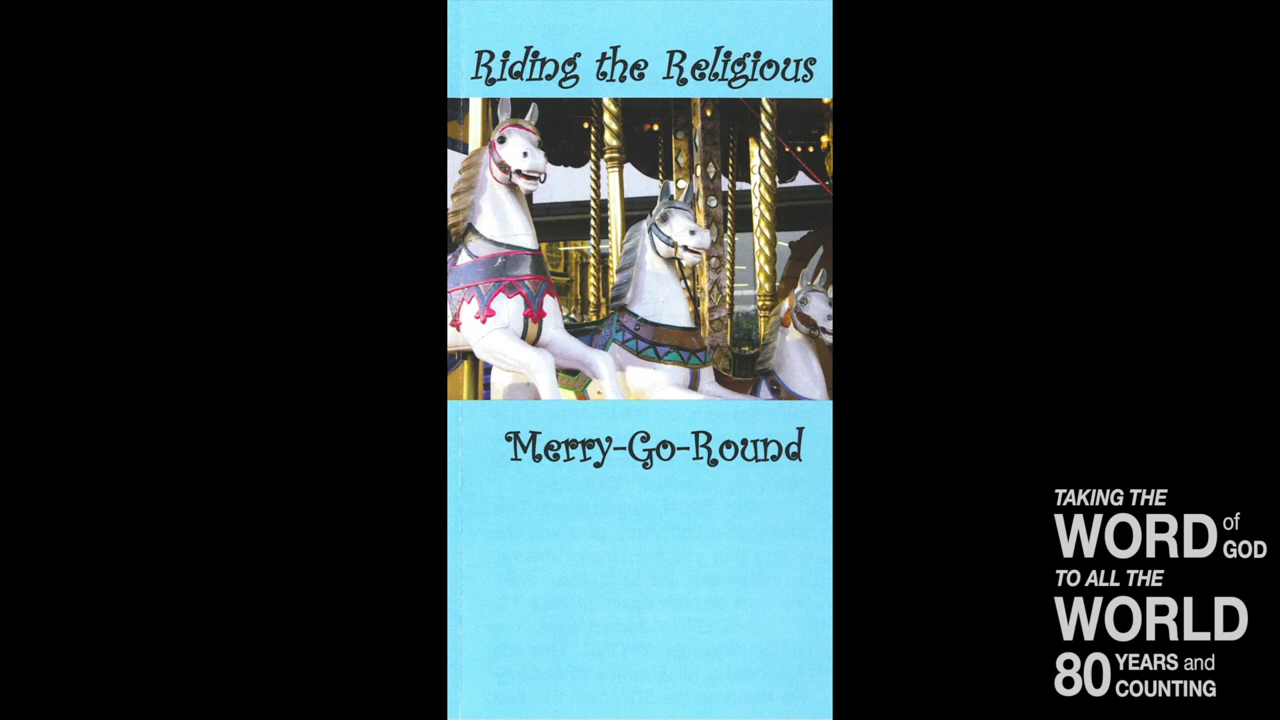 Riding the Religious
Merry-Go-Round
TAKING THE
WORD of GOD
TO ALL THE
WORLD
80 YEARS and
COUNTING